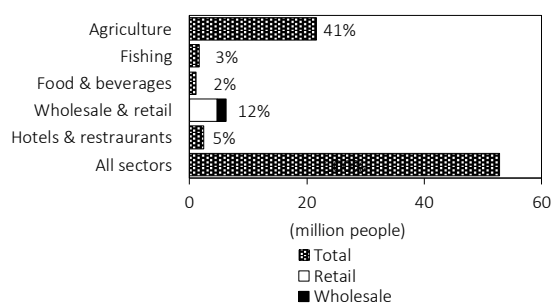 Agriculture 41%
Fishing 3%
Food & beverages 2%
Wholesale & retail 12%
Hotels & restraurants 5%
All sectors
0 20 40 60
(million people)
Total
Retail
Wholesale